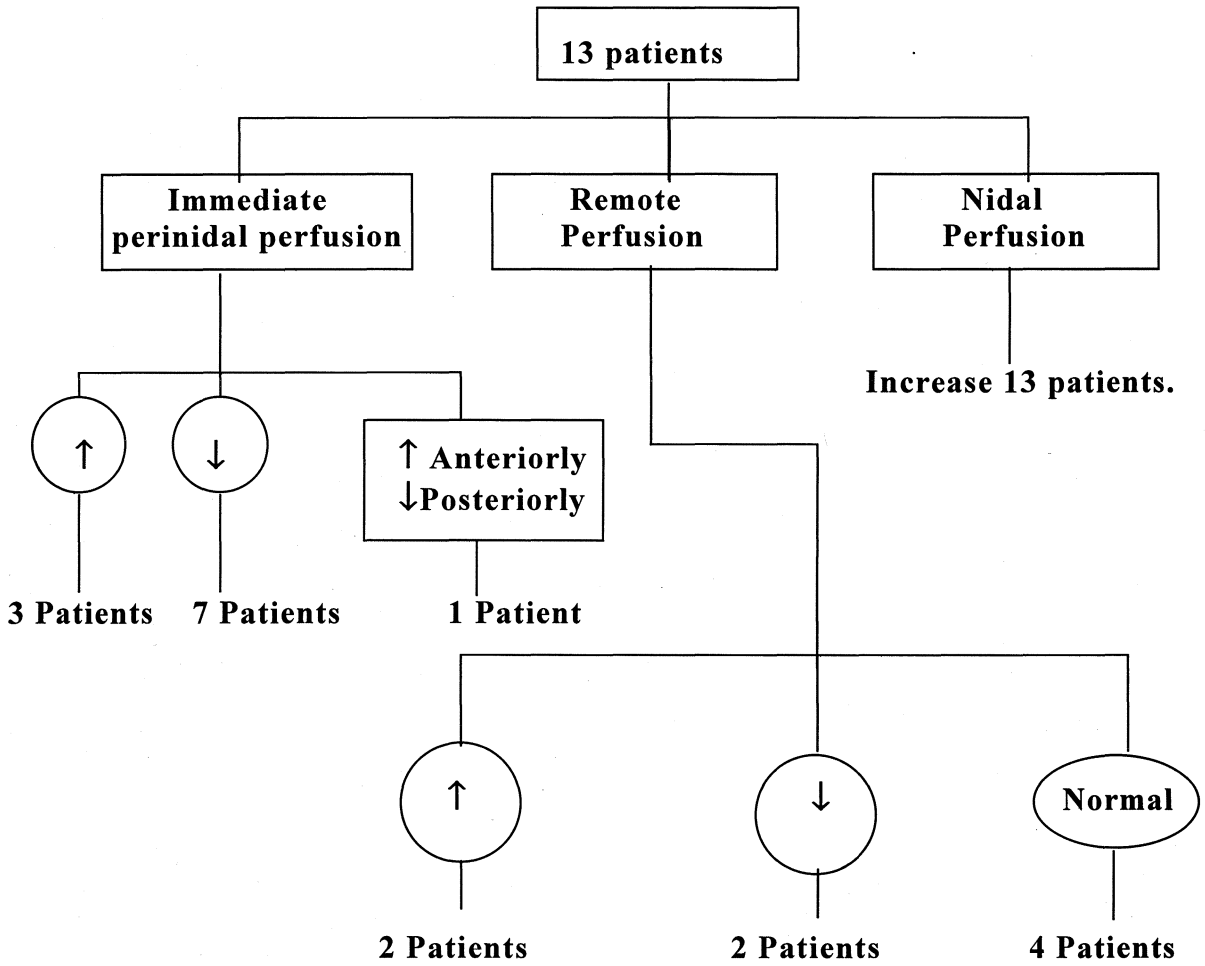 13 patients
Immediate
perinidal perfusion
Remote
Perfusion
Nidal
Perfusion
Increase 13 patients.
↑
↓
↑ Anteriorly
↓Posteriorly
3 Patients
7 Patients
1 Patient
↑
↓
Normal
2 Patients
2 Patients
4 Patients